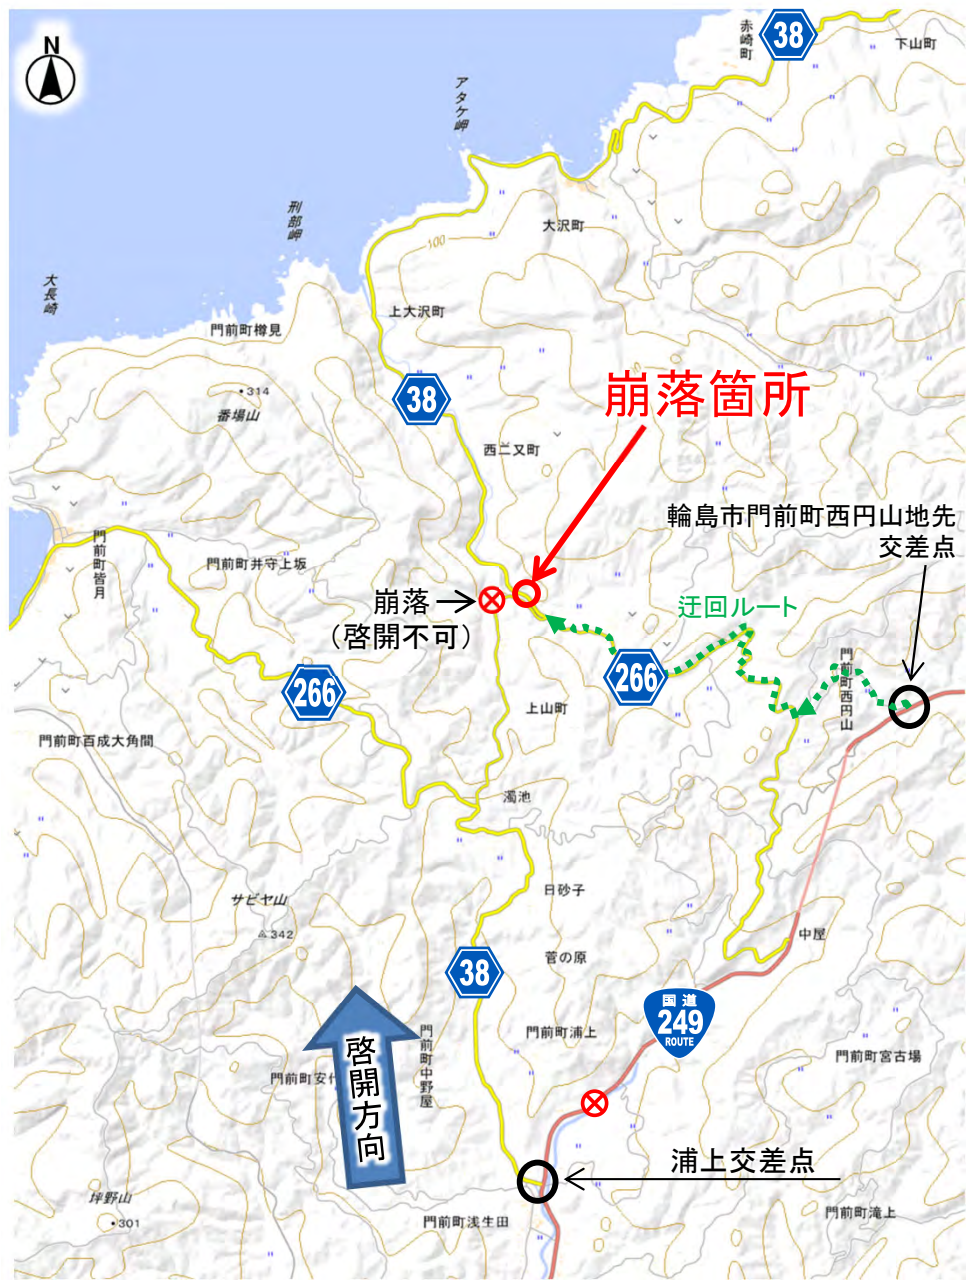 N
赤崎町
38
下山町
アタケ岬
刑部岬
大沢町
100
大長崎
上大沢町
門前町樽見
314
番場山
38
崩落箇所
西二又町
輪島市門前町西円山地先
交差点
門前町皆月
門前町井守上坂
崩落
（啓開不可）
迂回ルート
門前町西円山
266
266
上山町
門前町百成大角間
濁池
日砂子
サビヤ山
342
中屋
菅の原
38
国道
249
ROUTE
門前町浦上
門前町中野屋
門前町宮古場
門前町安代
啓開方向
浦上交差点
坪野山
301
門前町浅生田
門前町滝上